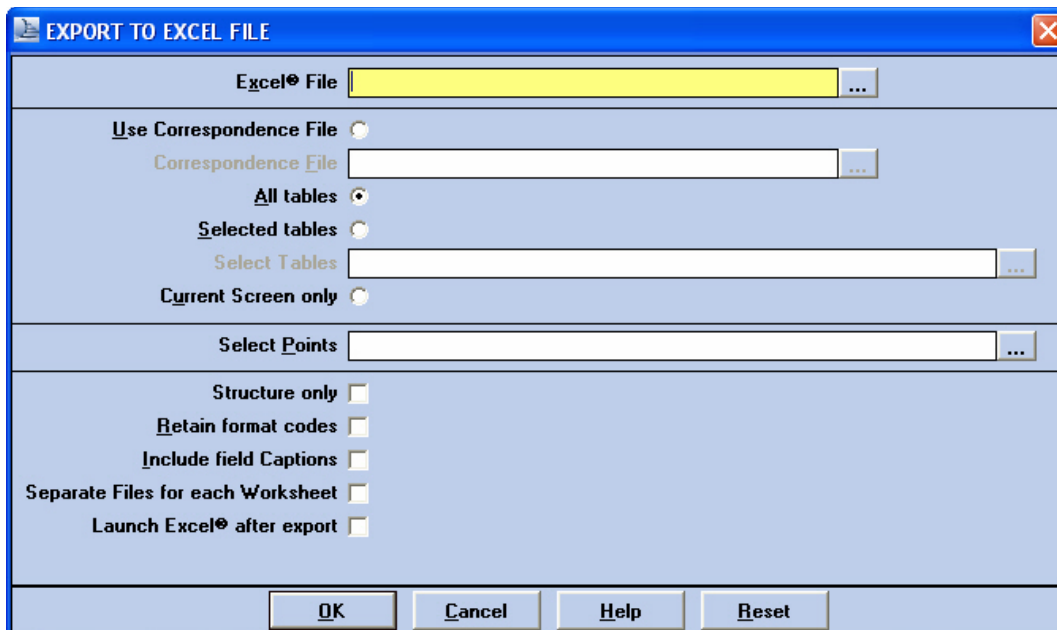 EXPORT TO EXCEL FILE
Excel® File ...
Use Correspondence File
Correspondence File ...
All tables
Selected tables
Select Tables ...
Current Screen only
Select Points ...
Structure only
Retain format codes
Include field Captions
Separate Files for each Worksheet
Launch Excel® after export
OK Cancel Help Reset